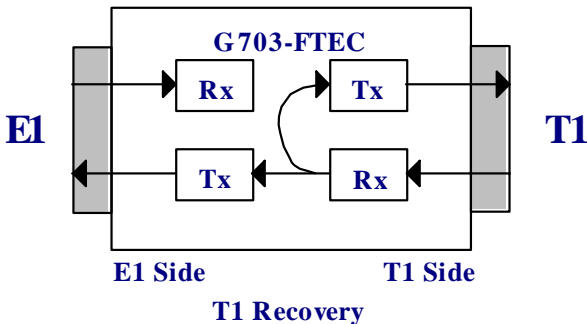 G703-FTEC
Rx Tx
E1 T1
Tx Rx
E1 Side T1 Side
T1 Recovery